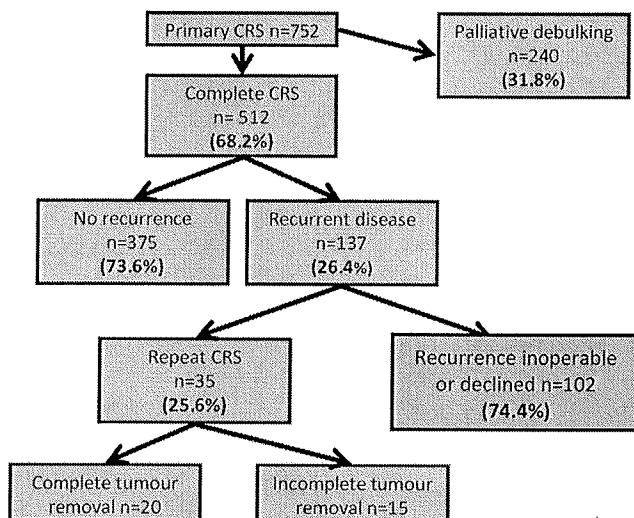 Primary CRS n=752
Palliative debulking
n=240
(31.8%)
Complete CRS
n= 512
(68.2%)
No recurrence
n=375
(73.6%)
Recurrent disease
n=137
(26.4%)
Repeat CRS
n=35
(25.6%)
Recurrence inoperable
or declined n=102
(74.4%)
Complete tumour
removal n=20
Incomplete tumour
removal n=15